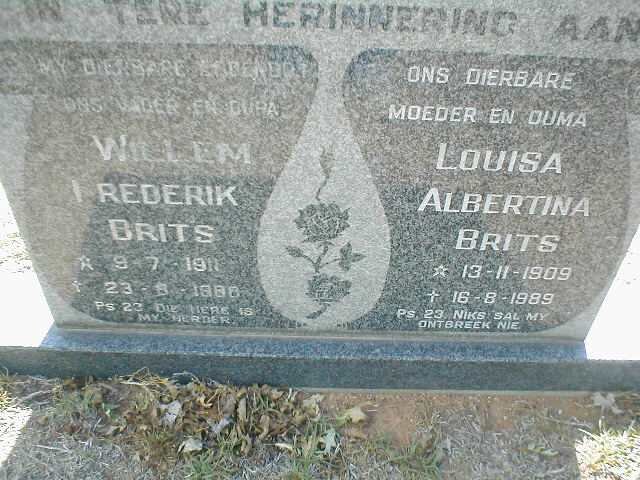 IN TERE HERINNERING AAN
MY DIERBARE EGGENOOT
ONS VADER EN OUPA
WILLEM
FREDERIK
BRITS
☆ 9-7-1911
† 23-8-1986
PS 23 DIE HERE IS
MY HERDER.
ONS DIERBARE
MOEDER EN OUMA
LOUISA
ALBERTINA
BRITS
☆ 13-11-1909
† 16-8-1989
PS. 23. NIKS SAL MY
ONTBREEK NIE.